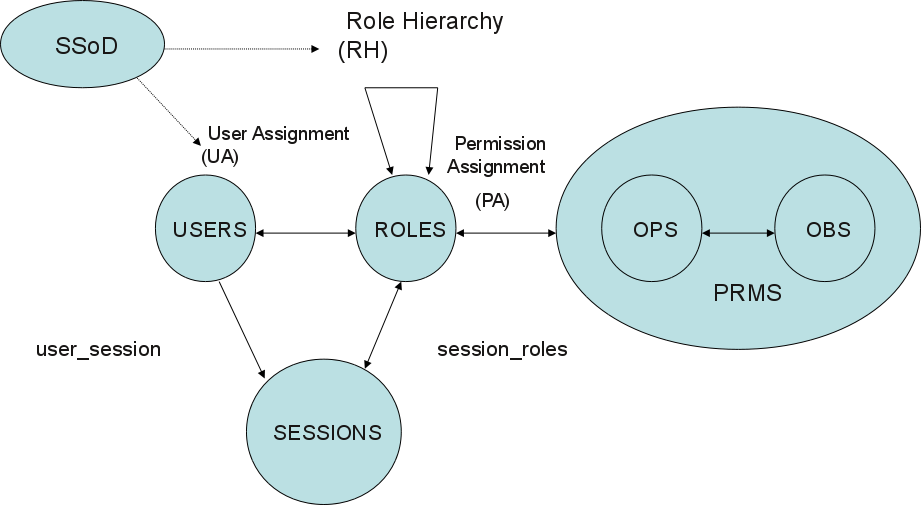 SSoD
Role Hierarchy
(RH)
User Assignment
(UA)
Permission
Assignment
(PA)
USERS
ROLES
OPS
OBS
PRMS
user_session
session_roles
SESSIONS